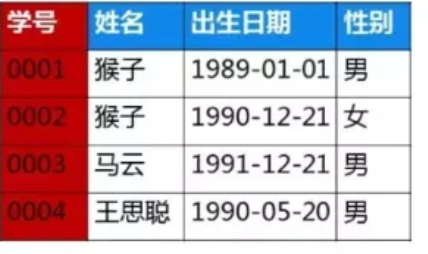 学号 姓名 出生日期 性别
0001 猴子 1989-01-01 男
0002 猴子 1990-12-21 女
0003 马云 1991-12-21 男
0004 王思聪 1990-05-20 男